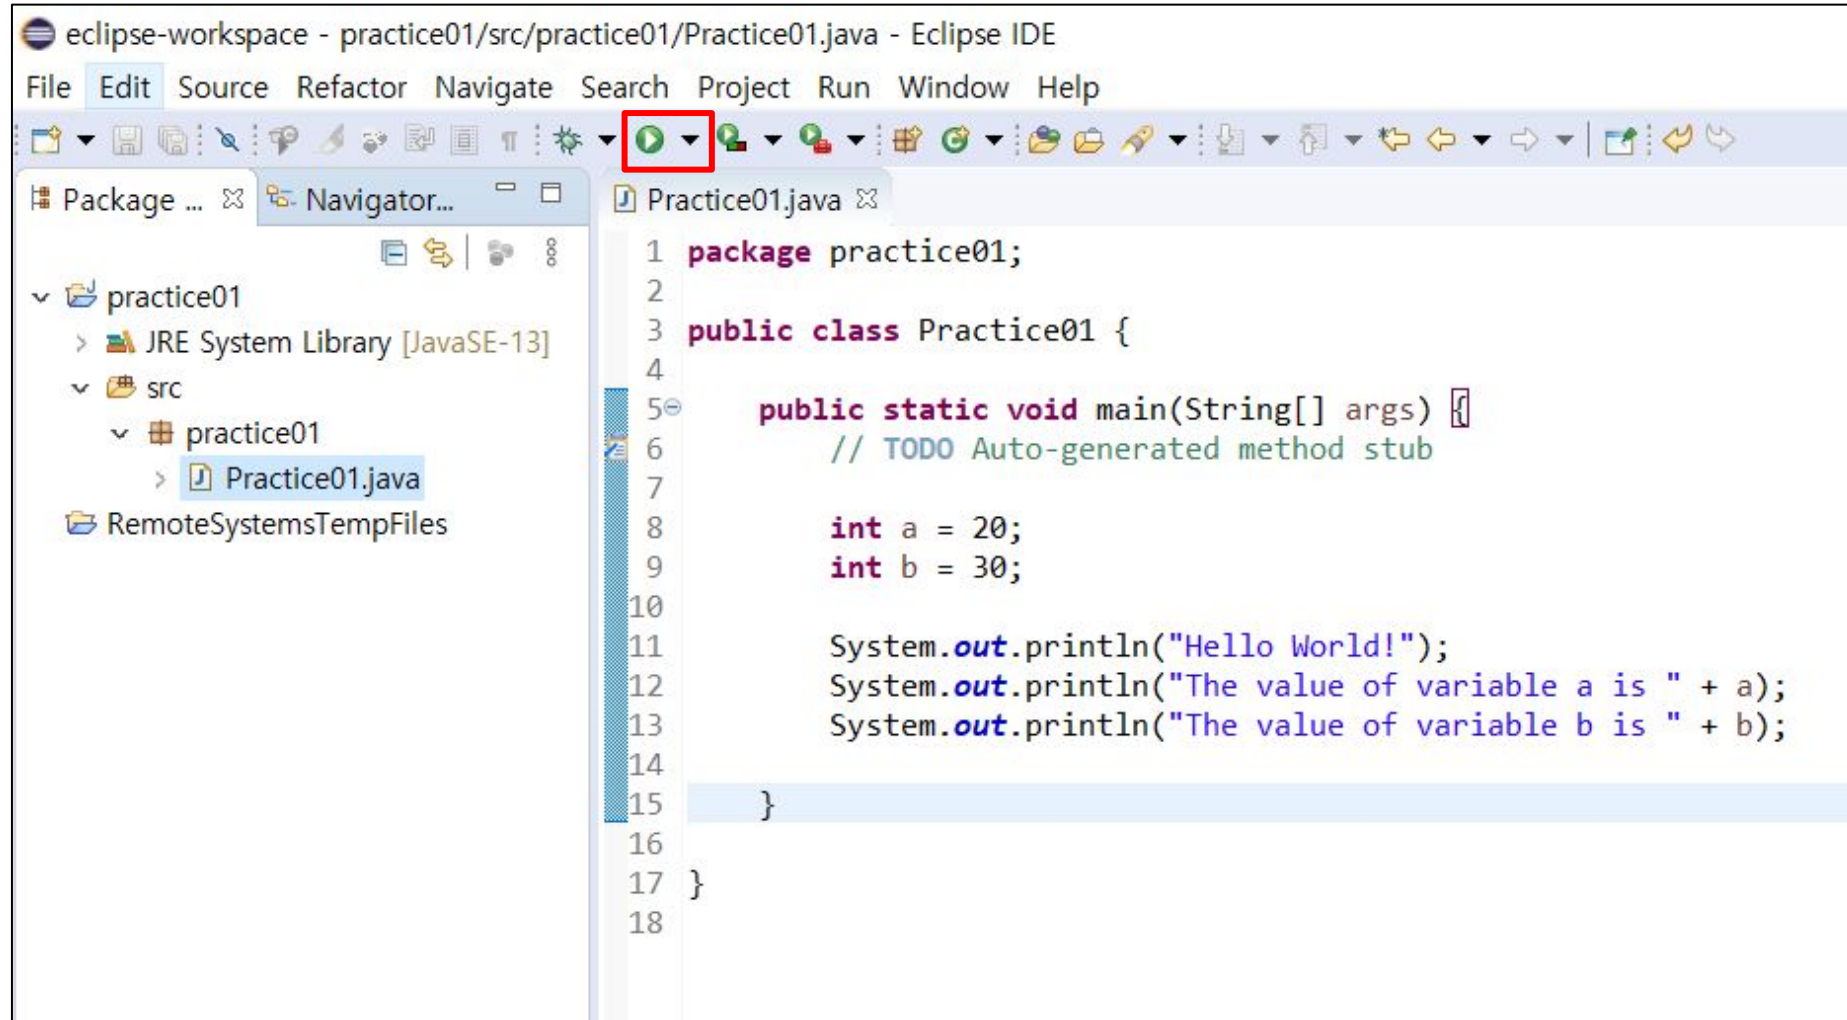 eclipse-workspace - practice01/src/practice01/Practice01.java - Eclipse IDE
File Edit Source Refactor Navigate Search Project Run Window Help
Package ... Navigator...
practice01
JRE System Library [JavaSE-13]
src
practice01
Practice01.java
RemoteSystemsTempFiles
Practice01.java
1 package practice01;
2
3 public class Practice01 {
4
5 public static void main(String[] args) {
6 // TODO Auto-generated method stub
7
8 int a = 20;
9 int b = 30;
10
11 System.out.println("Hello World!");
12 System.out.println("The value of variable a is " + a);
13 System.out.println("The value of variable b is " + b);
14
15 }
16
17 }
18